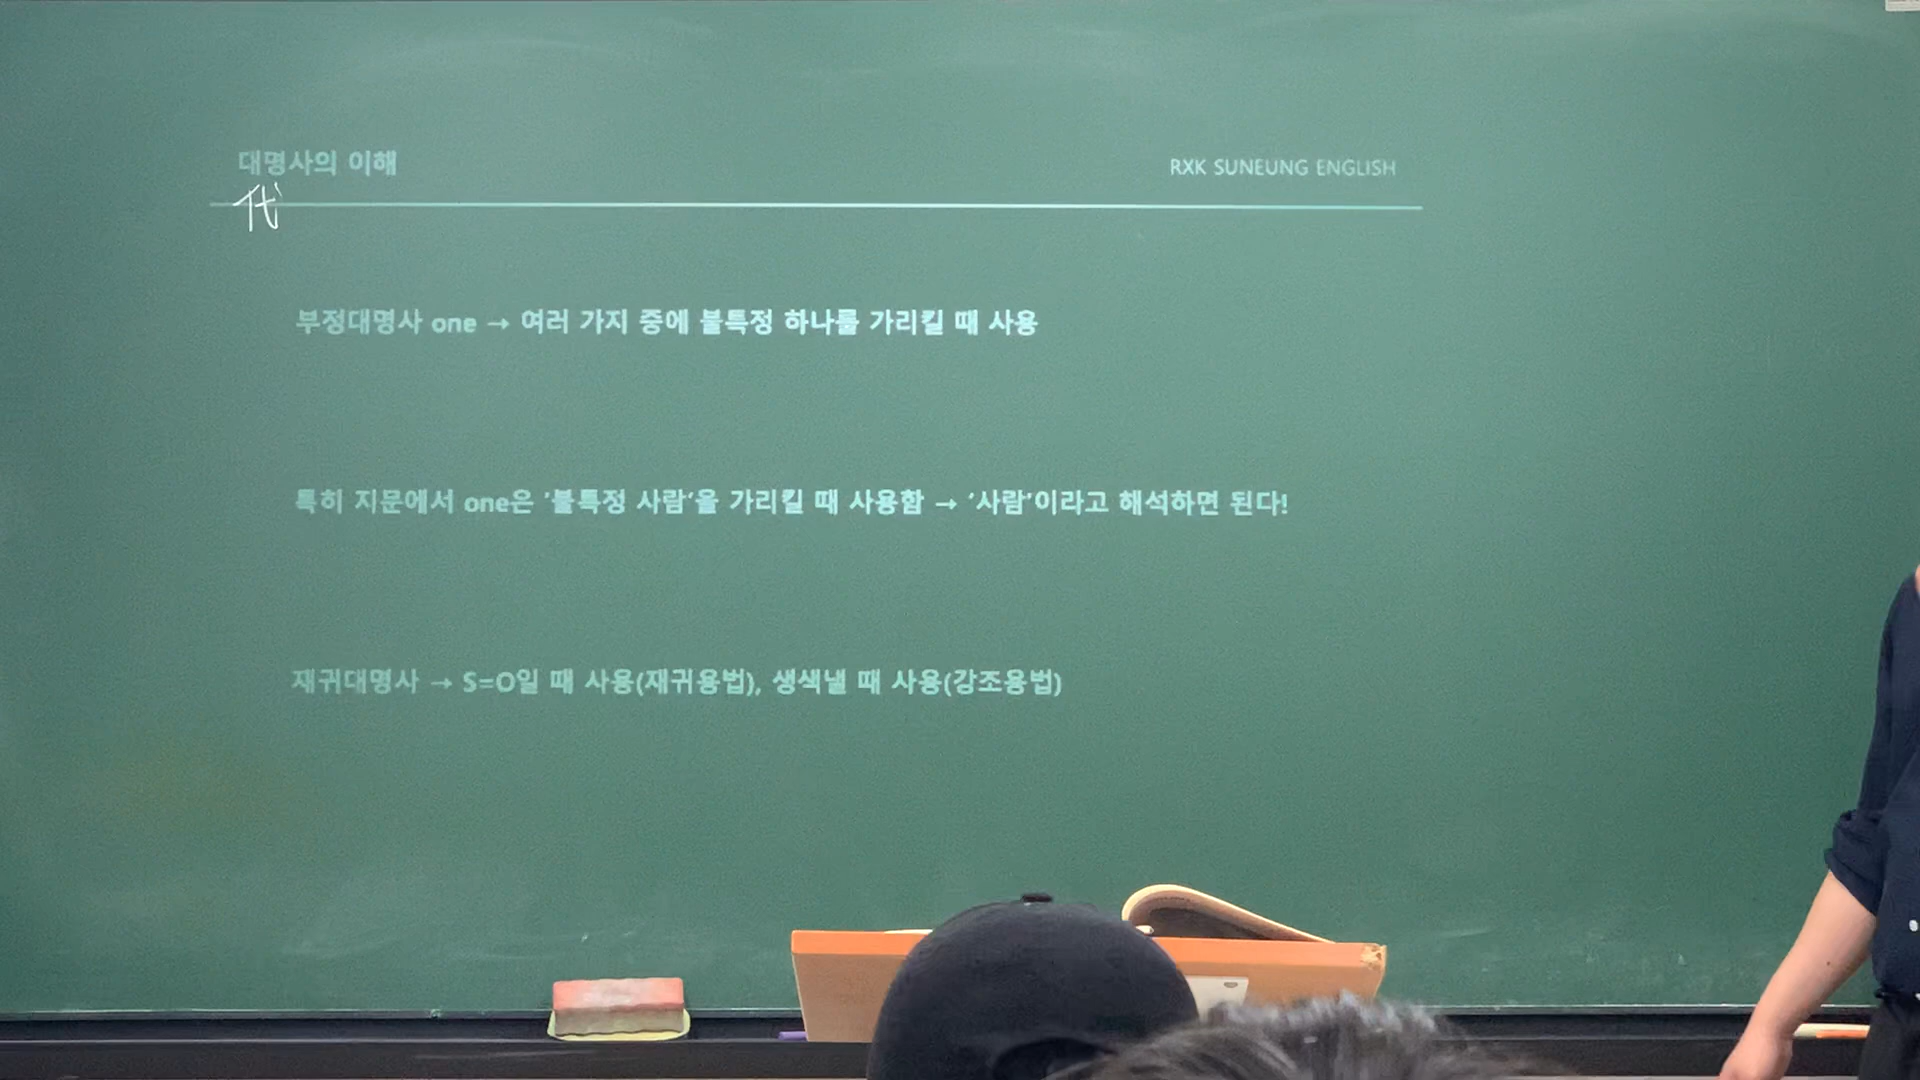 대명사의 이해
RXK SUNEUNG ENGLISH
代
부정대명사 one → 여러 가지 중에 불특정 하나를 가리킬 때 사용
특히 지문에서 one은 ‘불특정 사람‘을 가리킬 때 사용함 → ‘사람’이라고 해석하면 된다!
재귀대명사 → S=O일 때 사용(재귀용법), 생색낼 때 사용(강조용법)